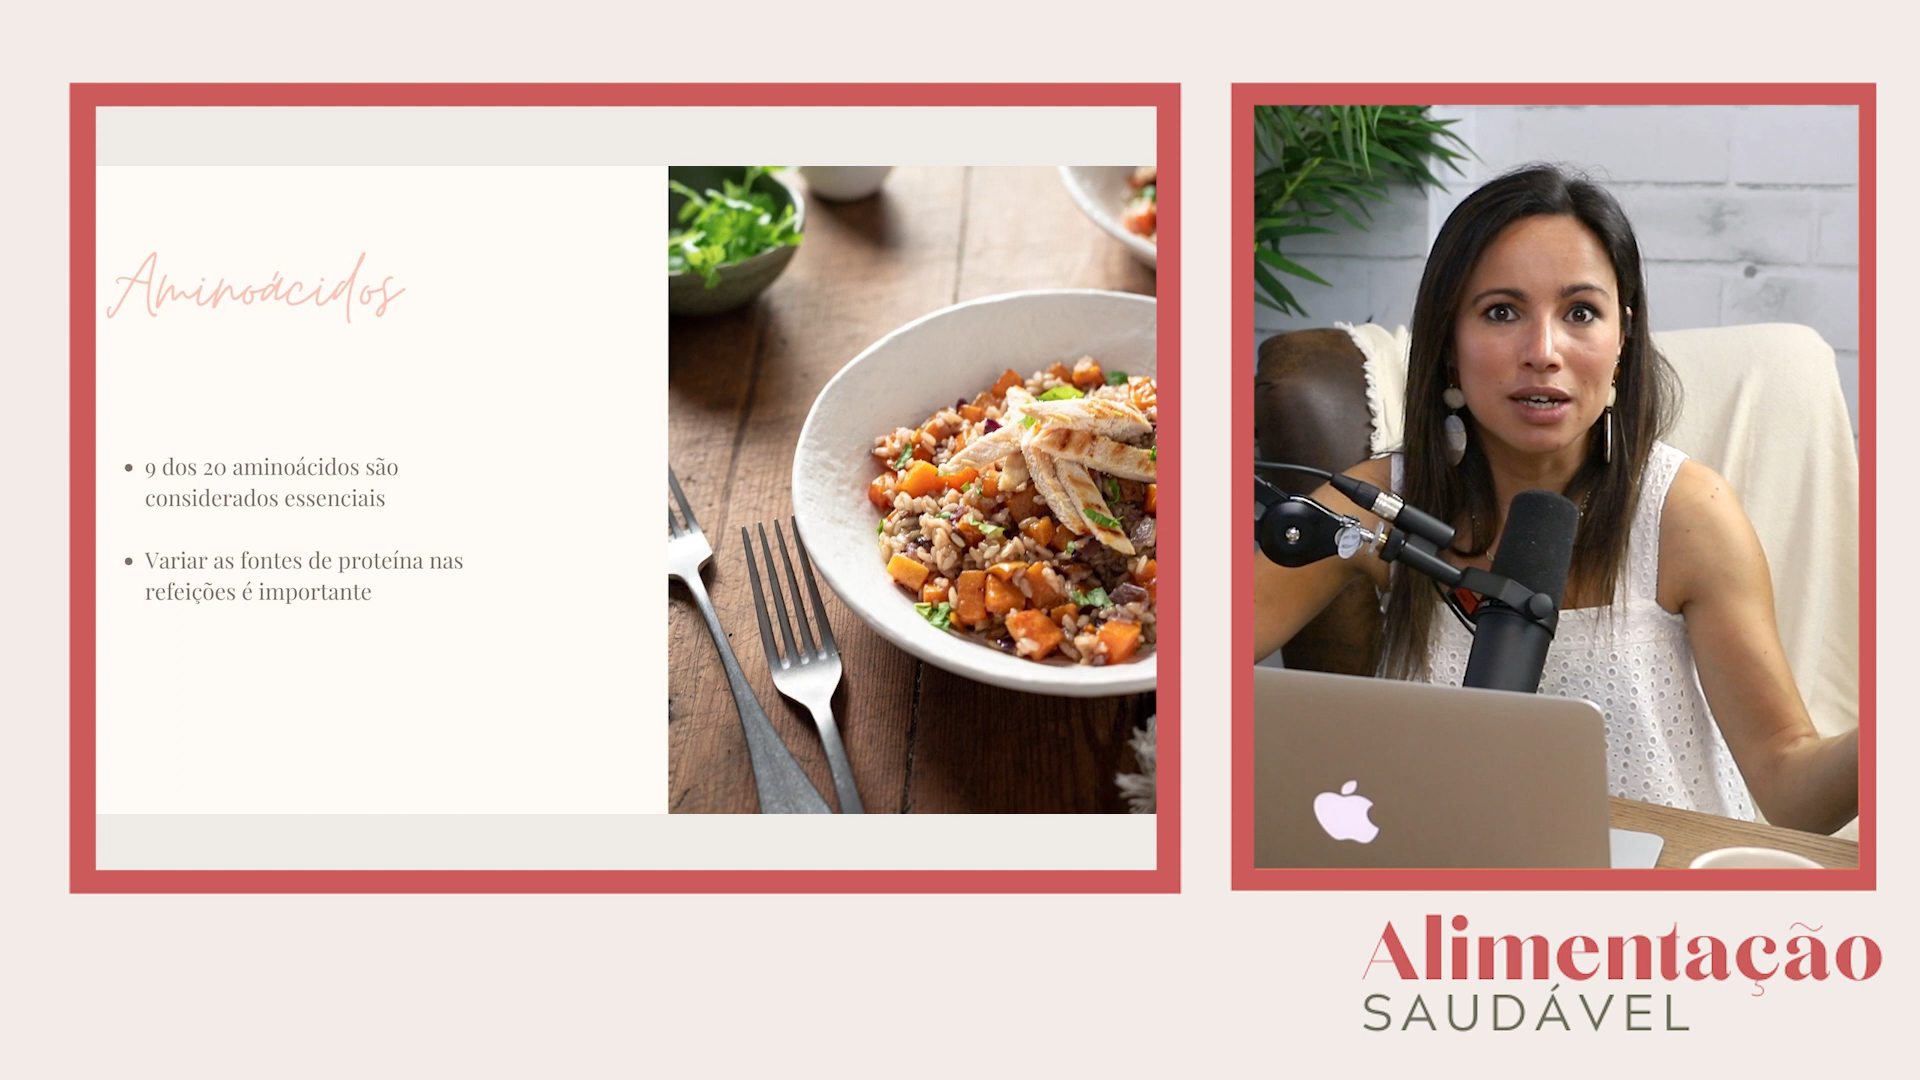 Aminoácidos
• 9 dos 20 aminoácidos são
considerados essenciais
• Variar as fontes de proteína nas
refeições é importante
Alimentação
SAUDÁVEL